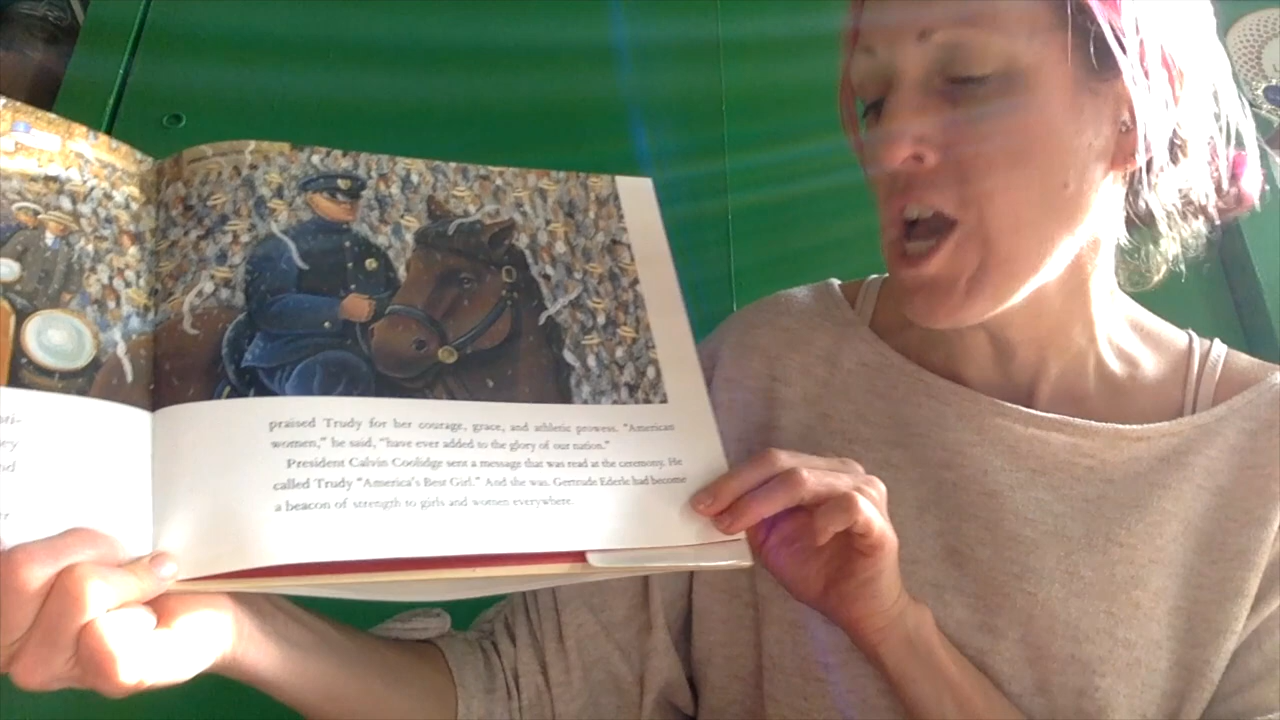 praised Trudy for her courage, grace, and athletic prowess. "American
women," he said, "have ever added to the glory of our nation."
President Calvin Coolidge sent a message that was read at the ceremony. He
called Trudy "America's Best Girl." And she was. Gertrude Ederle had become
a beacon of strength to girls and women everywhere.